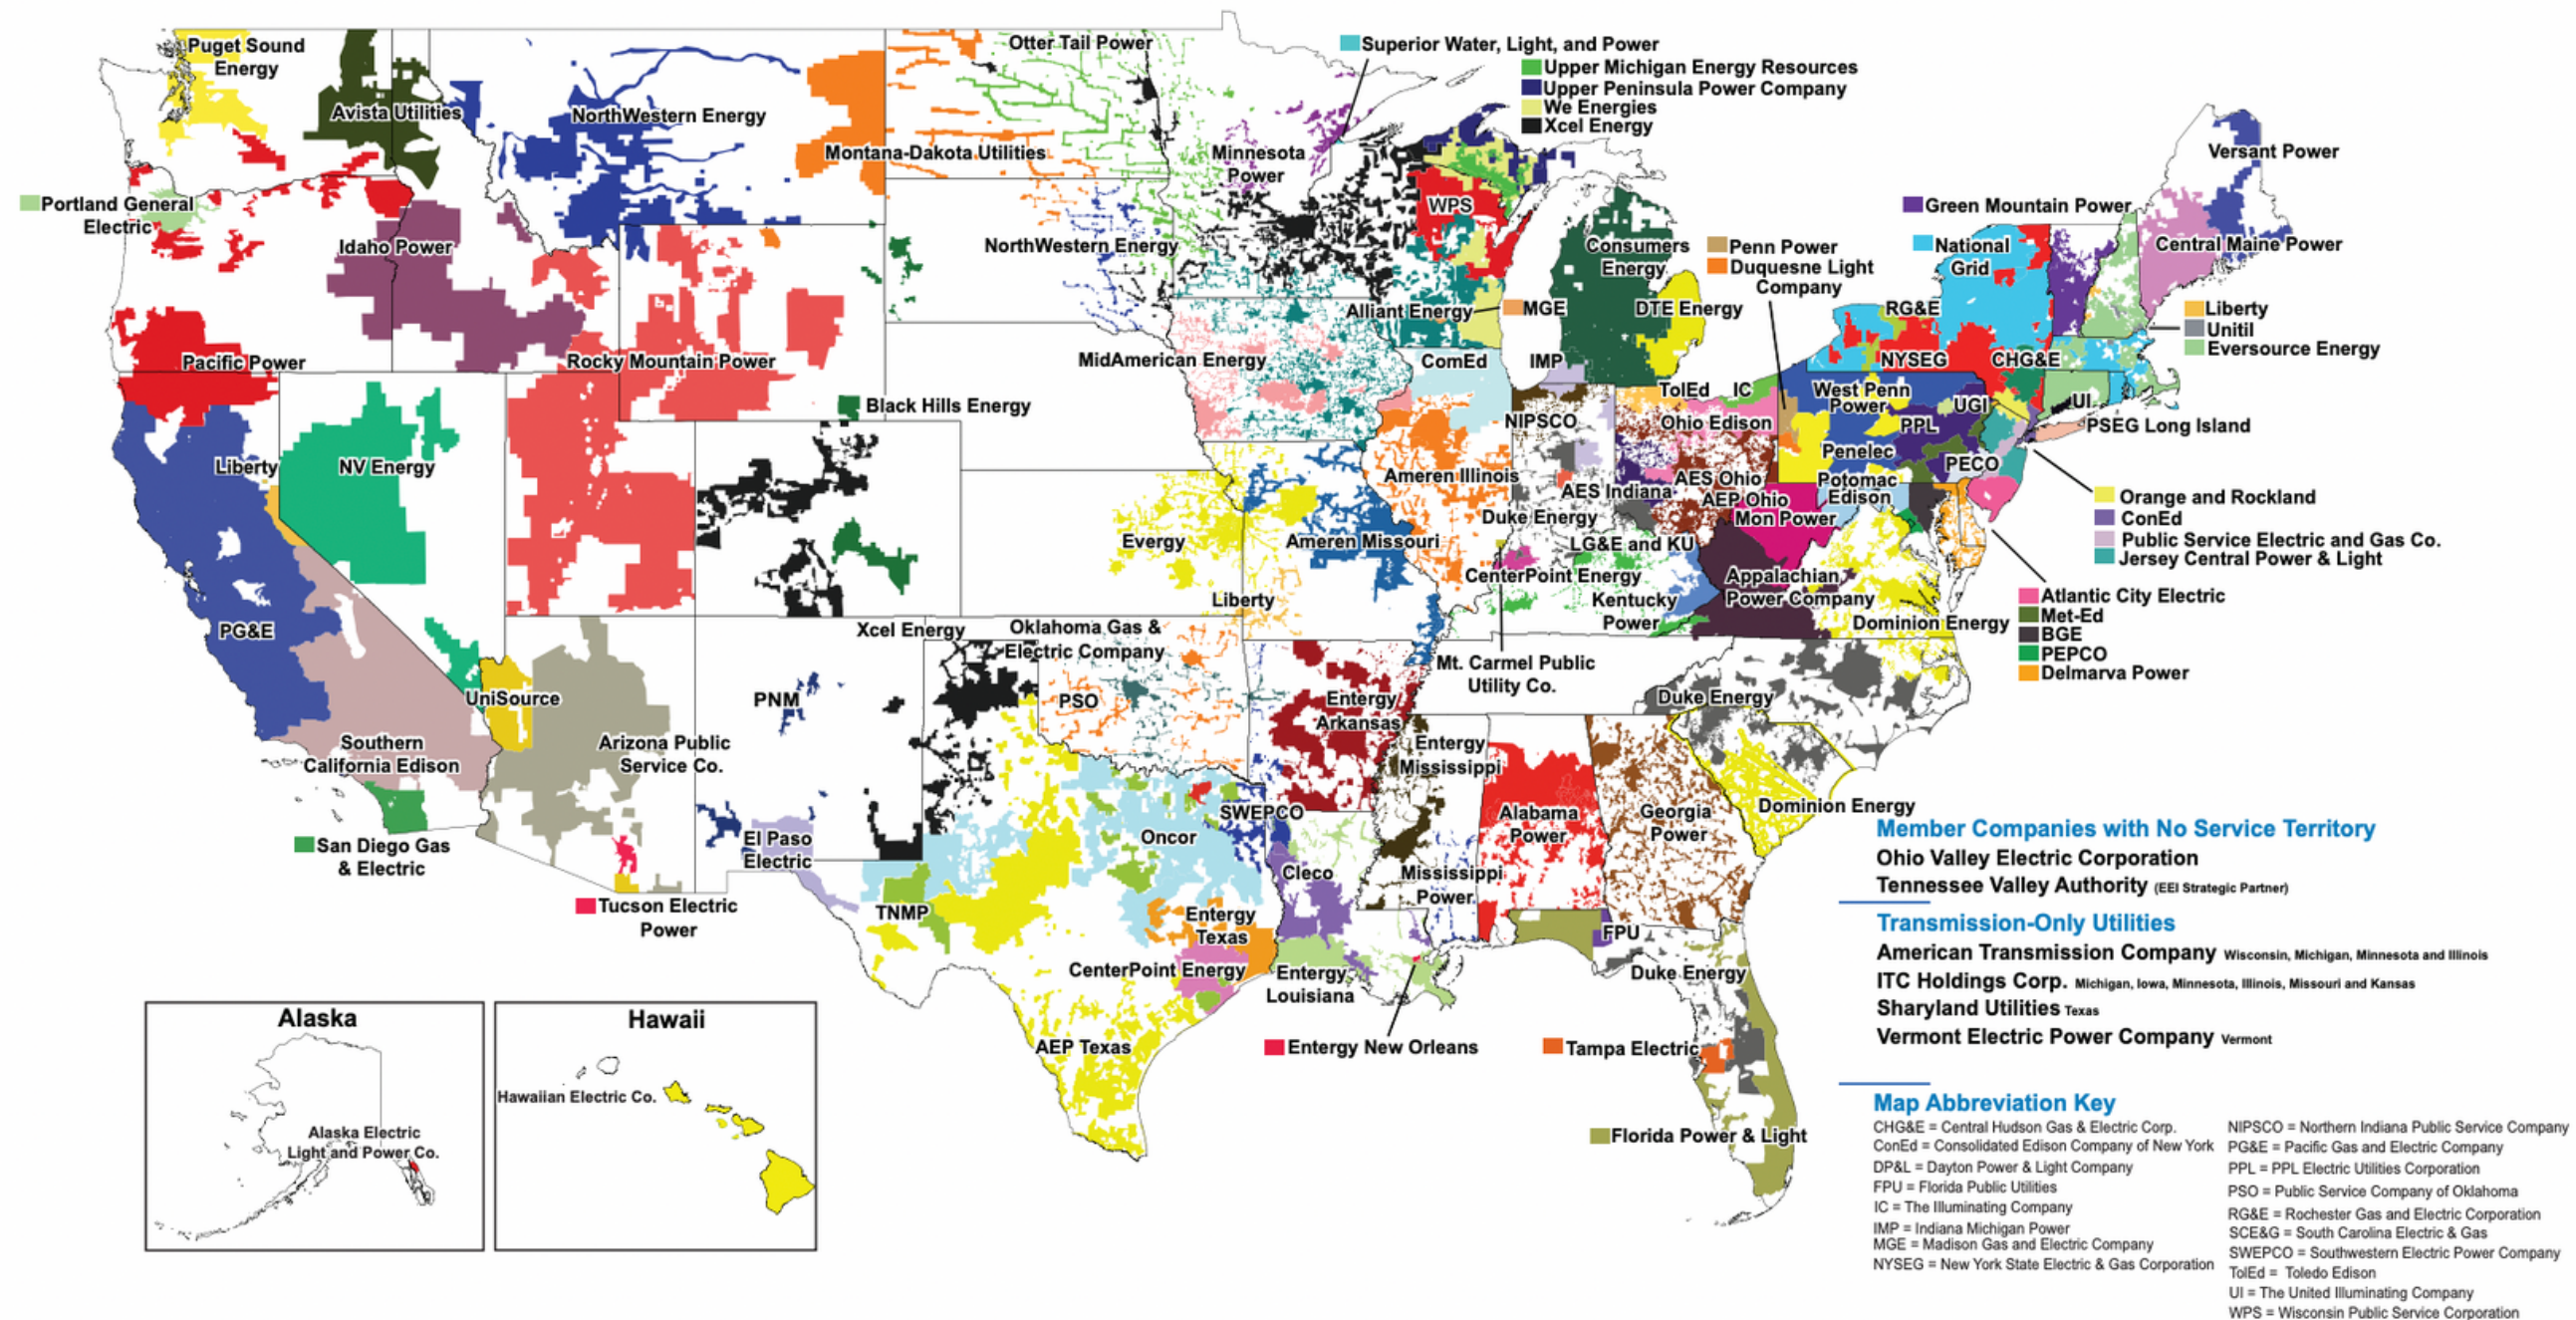 Puget Sound
Energy
Avista Utilities
NorthWestern Energy
Otter Tail Power
Montana-Dakota Utilities
Minnesota
Power
Superior Water, Light, and Power
Upper Michigan Energy Resources
Upper Peninsula Power Company
We Energies
Xcel Energy
Versant Power
Portland General
Electric
Idaho Power
NorthWestern Energy
WPS
Consumers
Energy
Penn Power
Duquesne Light
Company
Green Mountain Power
National
Grid
Central Maine Power
Alliant Energy
MGE
DTE Energy
RG&E
Liberty
Unitil
Eversource Energy
Pacific Power
Rocky Mountain Power
MidAmerican Energy
ComEd
IMP
NYSEG
CHG&E
Black Hills Energy
TolEd
IC
West Penn
Power
UGI
UI
NIPSCO
Ohio Edison
PPL
PSEG Long Island
Liberty
NV Energy
Ameren Illinois
Penelec
PECO
AES Indiana
AES Ohio
AEP Ohio
Potomac
Edison
Mon Power
Orange and Rockland
ConEd
Public Service Electric and Gas Co.
Jersey Central Power & Light
Evergy
Ameren Missouri
Duke Energy
LG&E and KU
CenterPoint Energy
Appalachian
Power Company
Kentucky
Power
Liberty
Dominion Energy
Atlantic City Electric
Met-Ed
BGE
PEPCO
Delmarva Power
PG&E
Xcel Energy
Oklahoma Gas &
Electric Company
Mt. Carmel Public
Utility Co.
UniSource
PNM
PSO
Entergy
Arkansas
Duke Energy
Southern
California Edison
Arizona Public
Service Co.
Entergy
Mississippi
San Diego Gas
& Electric
El Paso
Electric
Oncor
SWEPCO
Alabama
Power
Georgia
Power
Dominion Energy
Tucson Electric
Power
TNMP
Cleco
Mississippi
Power
Entergy
Texas
FPU
CenterPoint Energy
Entergy
Louisiana
Duke Energy
AEP Texas
Entergy New Orleans
Tampa Electric
Florida Power & Light
Alaska
Alaska Electric
Light and Power Co.
Hawaii
Hawaiian Electric Co.
Member Companies with No Service Territory
Ohio Valley Electric Corporation
Tennessee Valley Authority (EEI Strategic Partner)
Transmission-Only Utilities
American Transmission Company Wisconsin, Michigan, Minnesota and Illinois
ITC Holdings Corp. Michigan, Iowa, Minnesota, Illinois, Missouri and Kansas
Sharyland Utilities Texas
Vermont Electric Power Company Vermont
Map Abbreviation Key
CHG&E = Central Hudson Gas & Electric Corp.
ConEd = Consolidated Edison Company of New York
DP&L = Dayton Power & Light Company
FPU = Florida Public Utilities
IC = The Illuminating Company
IMP = Indiana Michigan Power
MGE = Madison Gas and Electric Company
NYSEG = New York State Electric & Gas Corporation
NIPSCO = Northern Indiana Public Service Company
PG&E = Pacific Gas and Electric Company
PPL = PPL Electric Utilities Corporation
PSO = Public Service Company of Oklahoma
RG&E = Rochester Gas and Electric Corporation
SCE&G = South Carolina Electric & Gas
SWEPCO = Southwestern Electric Power Company
TolEd = Toledo Edison
UI = The United Illuminating Company
WPS = Wisconsin Public Service Corporation